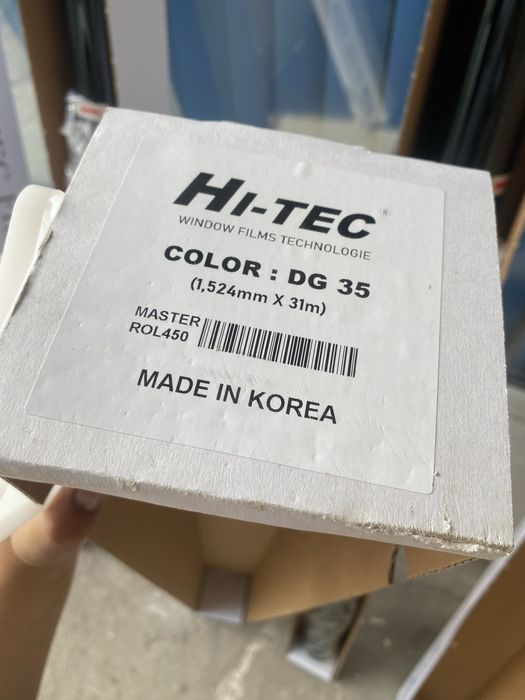 HI-TEC®
WINDOW FILMS TECHNOLOGIE
COLOR : DG 35
(1,524mm X 31m)
MASTER
ROL450
MADE IN KOREA